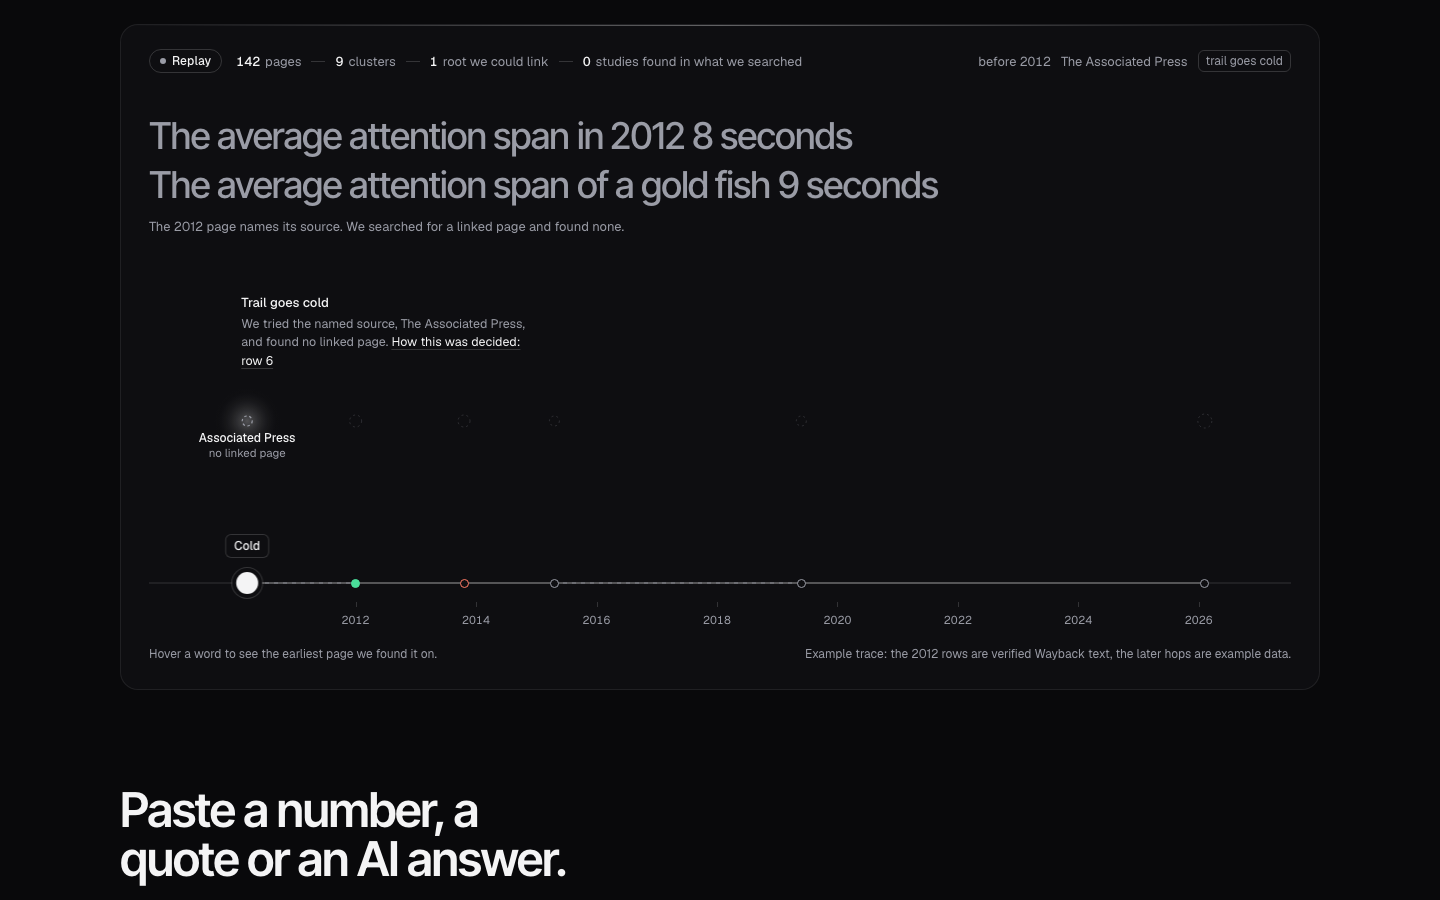 Replay 142 pages — 9 clusters — 1 root we could link — 0 studies found in what we searched before 2012 The Associated Press trail goes cold
The average attention span in 2012 8 seconds
The average attention span of a gold fish 9 seconds
The 2012 page names its source. We searched for a linked page and found none.
Trail goes cold
We tried the named source, The Associated Press,
and found no linked page. How this was decided:
row 6
Associated Press
no linked page
Cold
2012 2014 2016 2018 2020 2022 2024 2026
Hover a word to see the earliest page we found it on. Example trace: the 2012 rows are verified Wayback text, the later hops are example data.
Paste a number, a
quote or an AI answer.